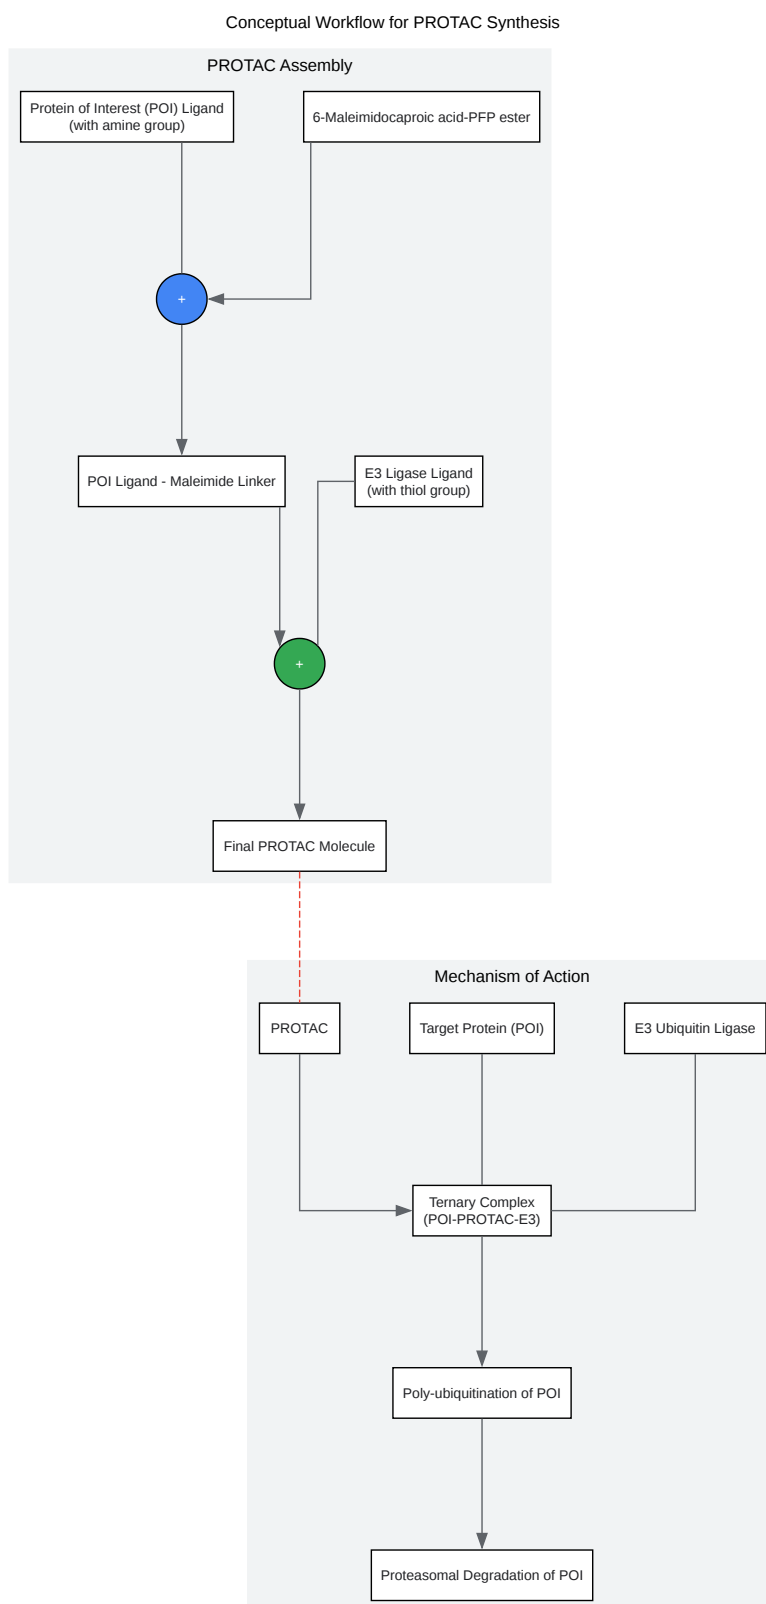 Conceptual Workflow for PROTAC Synthesis
PROTAC Assembly
Protein of Interest (POI) Ligand
(with amine group)
6-Maleimidocaproic acid-PFP ester
+
POI Ligand - Maleimide Linker
E3 Ligase Ligand
(with thiol group)
+
Final PROTAC Molecule
Mechanism of Action
PROTAC
Target Protein (POI)
E3 Ubiquitin Ligase
Ternary Complex
(POI-PROTAC-E3)
Poly-ubiquitination of POI
Proteasomal Degradation of POI